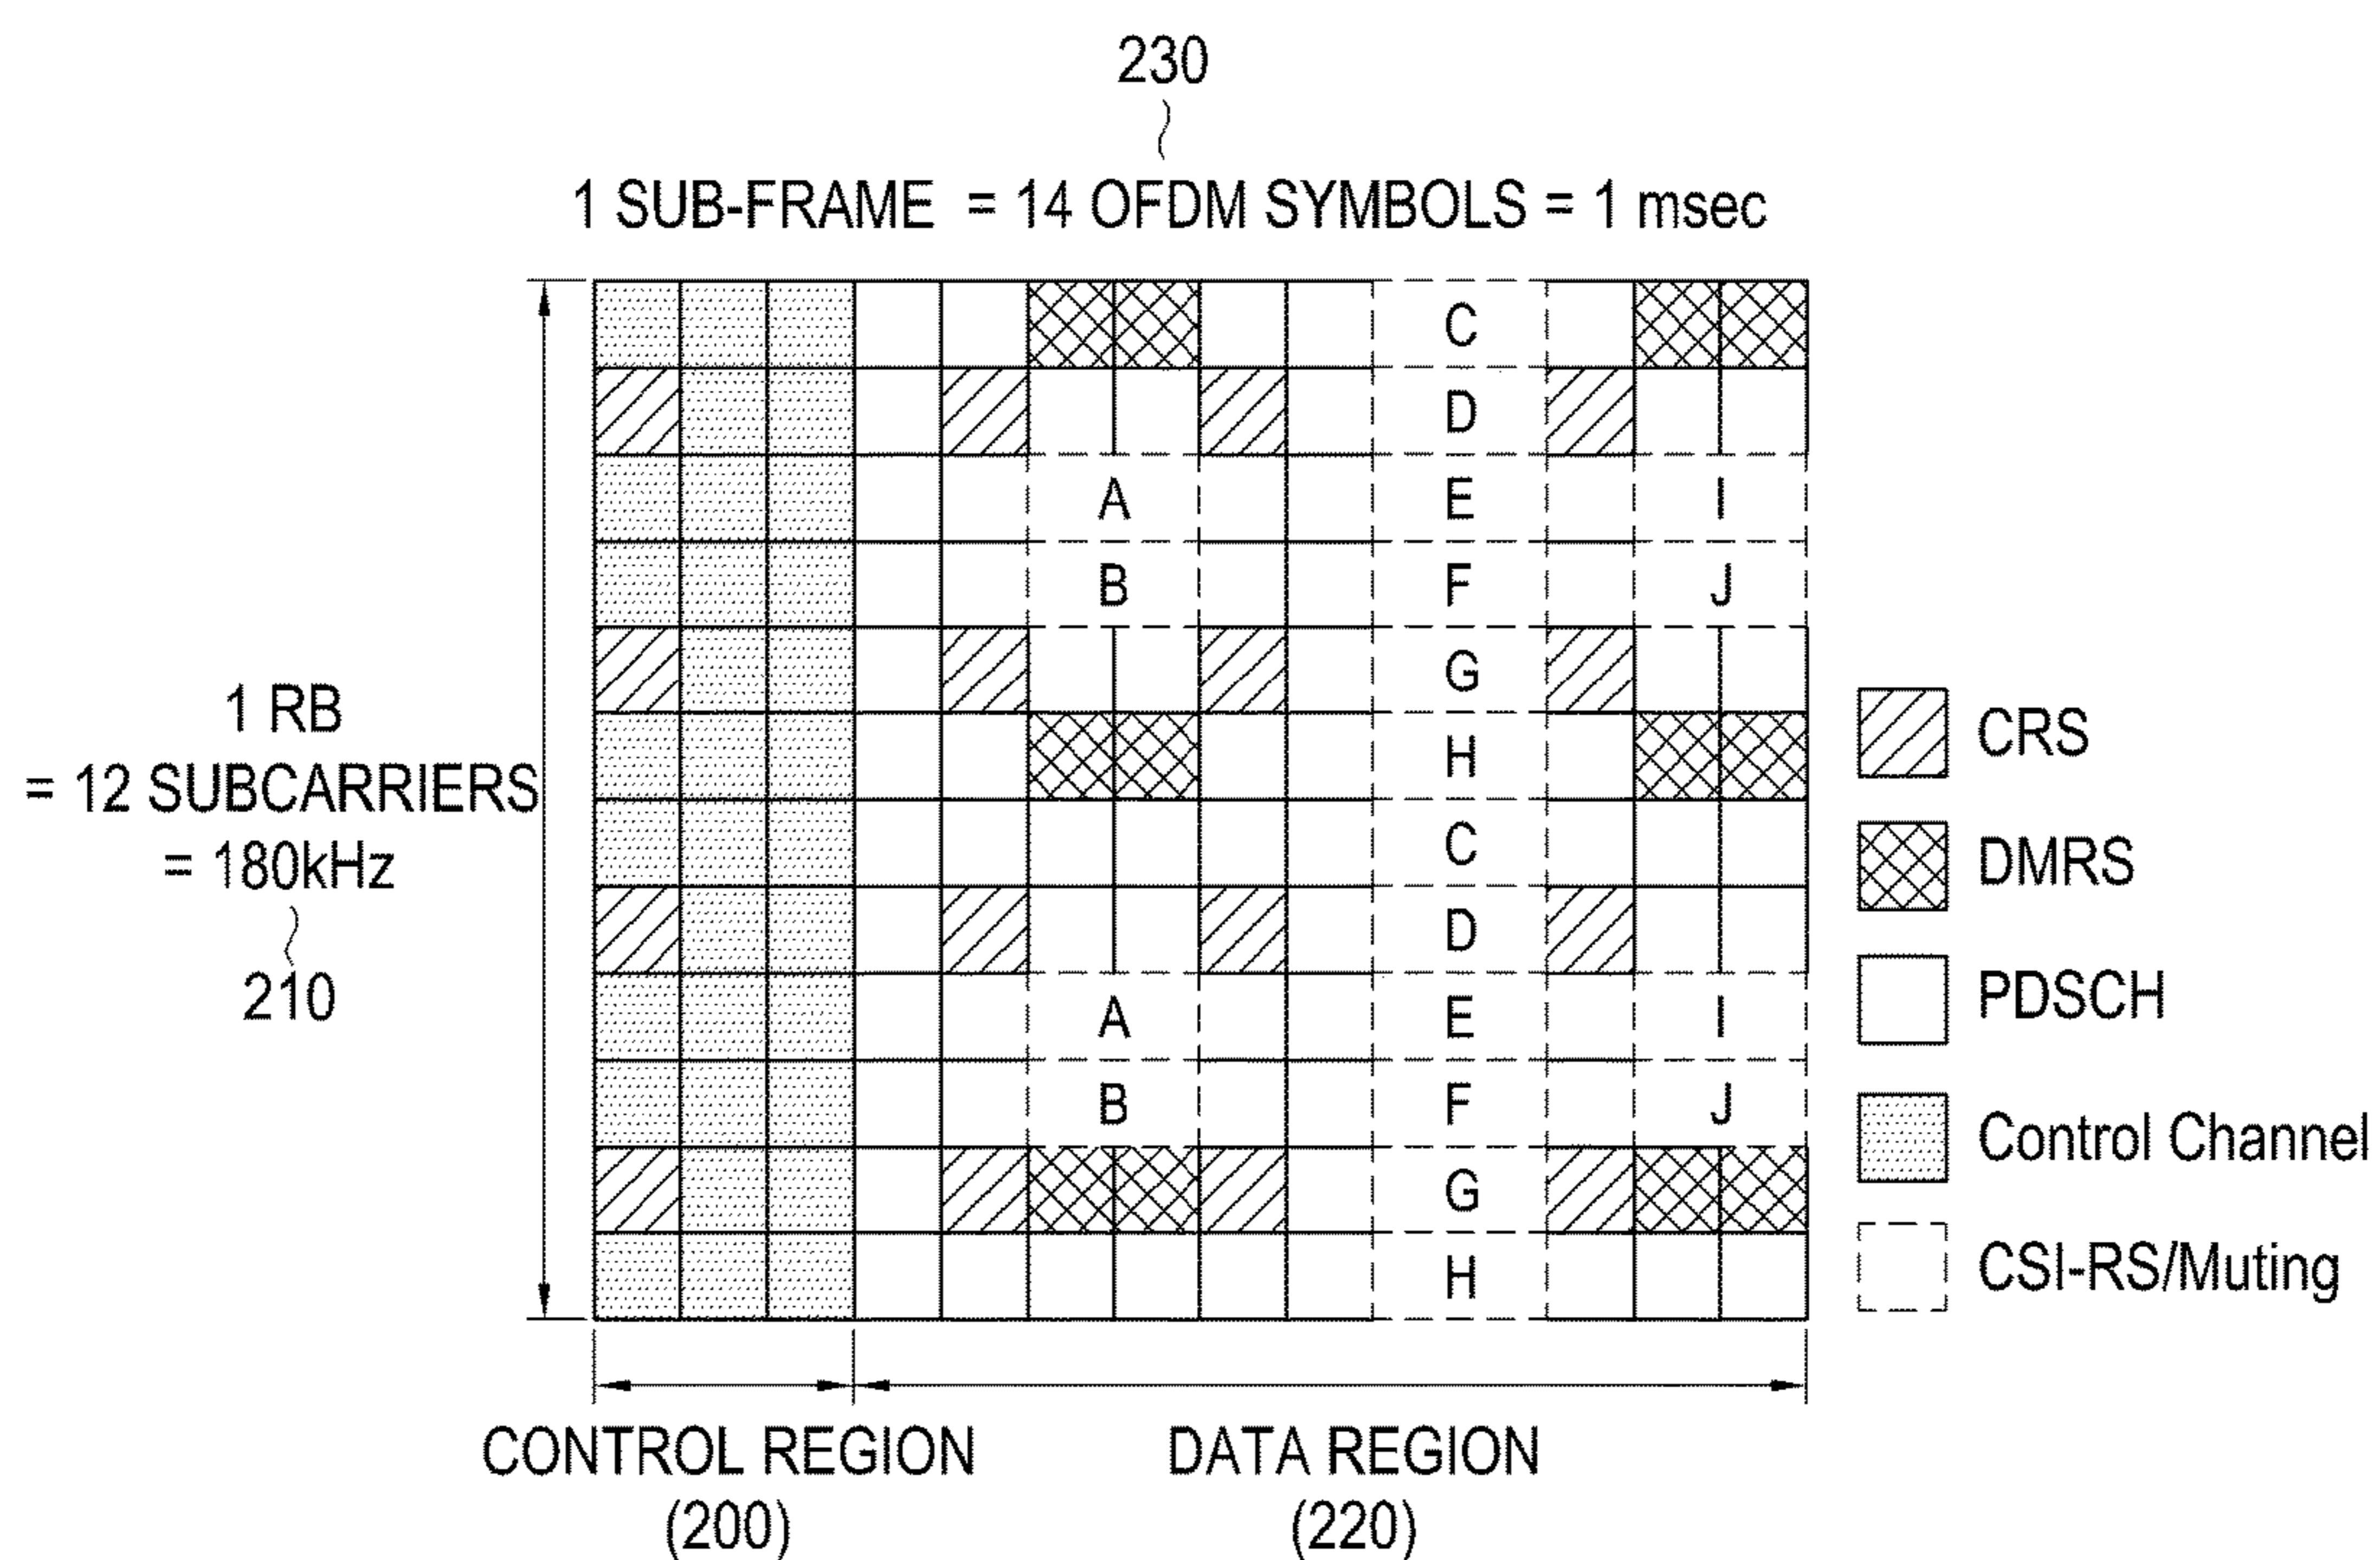 230
1 SUB-FRAME = 14 OFDM SYMBOLS = 1 msec
C
D
A E I
B F J
G
H
C
D
A E I
B F J
G
H
1 RB
= 12 SUBCARRIERS
= 180kHz
210
CRS
DMRS
PDSCH
Control Channel
CSI-RS/Muting
CONTROL REGION
(200)
DATA REGION
(220)